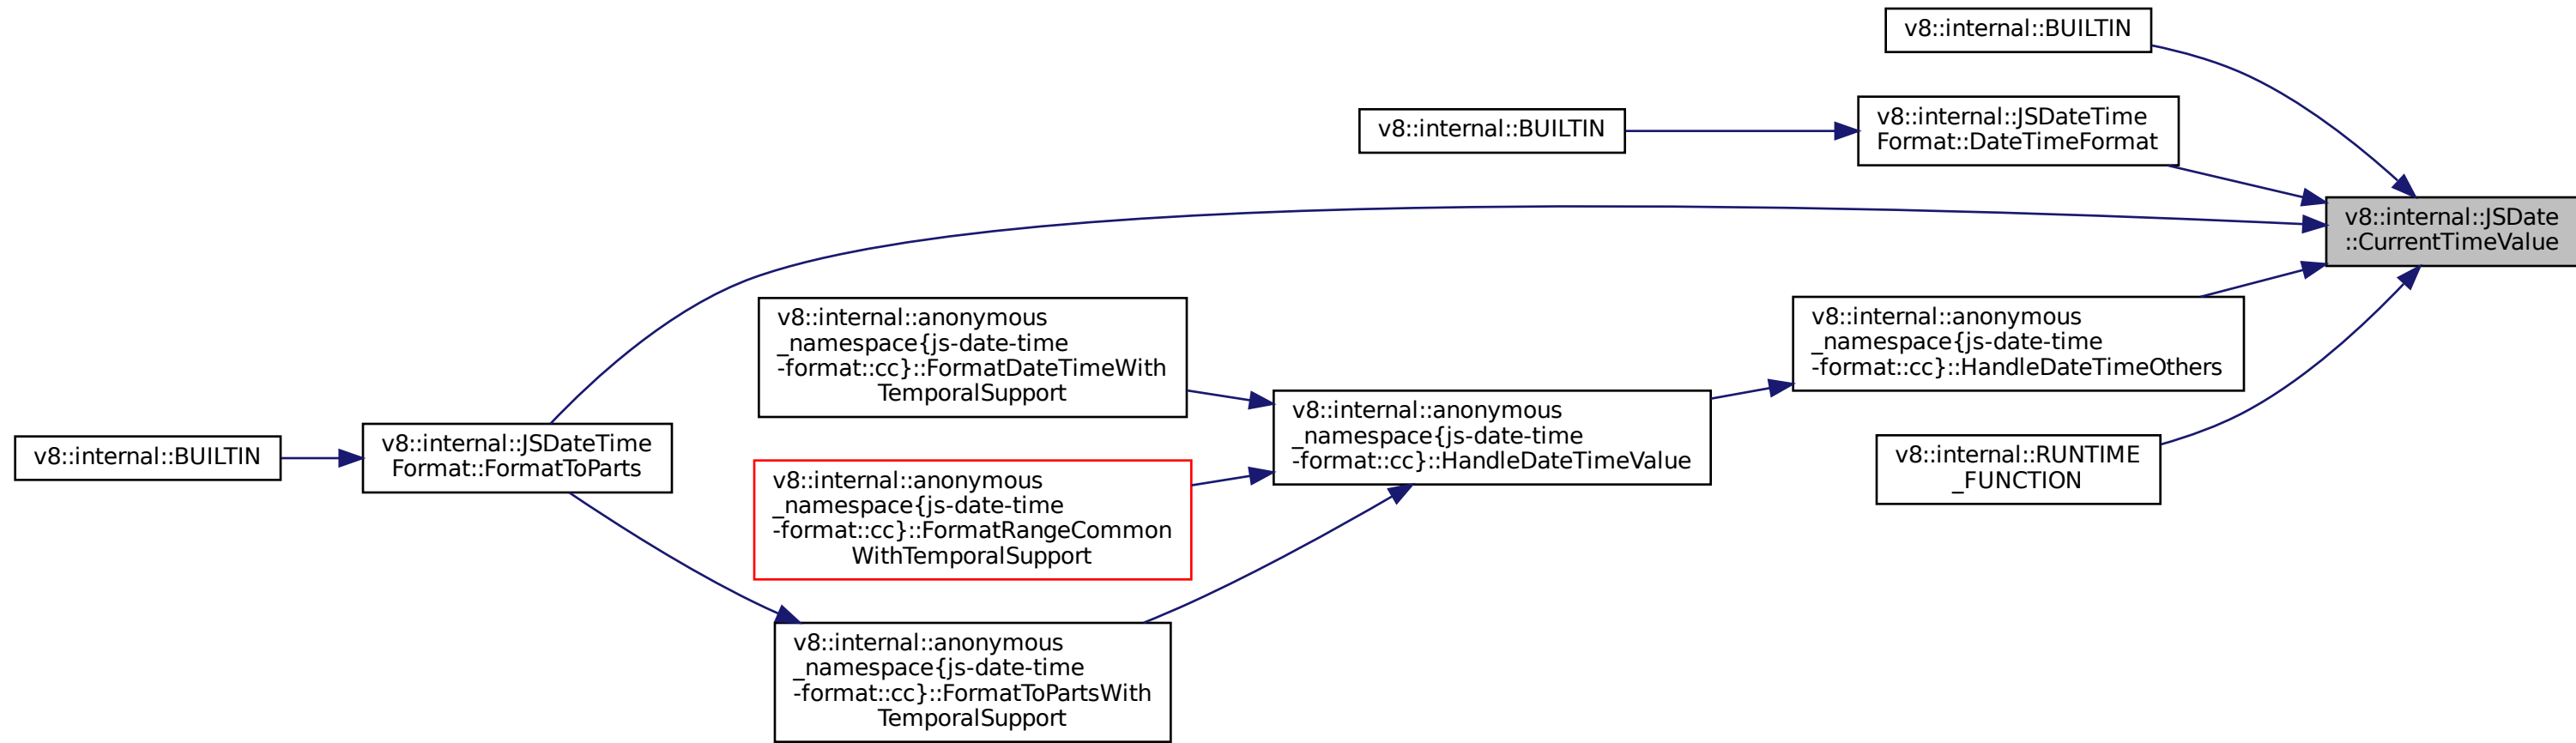 v8::internal::BUILTIN
v8::internal::JSDateTime
Format::DateTimeFormat
v8::internal::BUILTIN
v8::internal::JSDate
::CurrentTimeValue
v8::internal::anonymous
_namespace{js-date-time
-format::cc}::HandleDateTimeOthers
v8::internal::anonymous
_namespace{js-date-time
-format::cc}::FormatDateTimeWith
TemporalSupport
v8::internal::anonymous
_namespace{js-date-time
-format::cc}::HandleDateTimeValue
v8::internal::JSDateTime
Format::FormatToParts
v8::internal::BUILTIN
v8::internal::RUNTIME
_FUNCTION
v8::internal::anonymous
_namespace{js-date-time
-format::cc}::FormatRangeCommon
WithTemporalSupport
v8::internal::anonymous
_namespace{js-date-time
-format::cc}::FormatToPartsWith
TemporalSupport